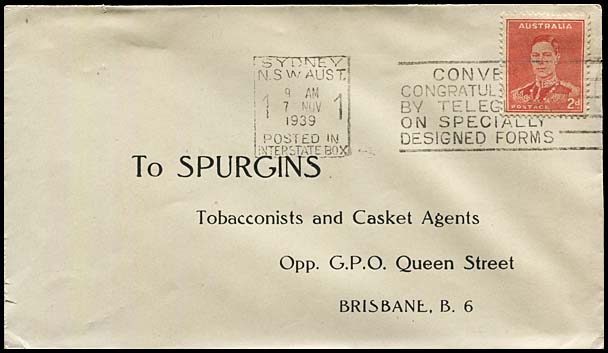 SYDNEY
N.S.W. AUST.
9 AM
7 NOV
1939
1 1
POSTED IN
INTERSTATE BOX
CONVE
CONGRATUL
BY TELEG
ON SPECIALLY
DESIGNED FORMS
AUSTRALIA
POSTAGE 2d
To SPURGINS
Tobacconists and Casket Agents
Opp. G.P.O. Queen Street
BRISBANE, B. 6